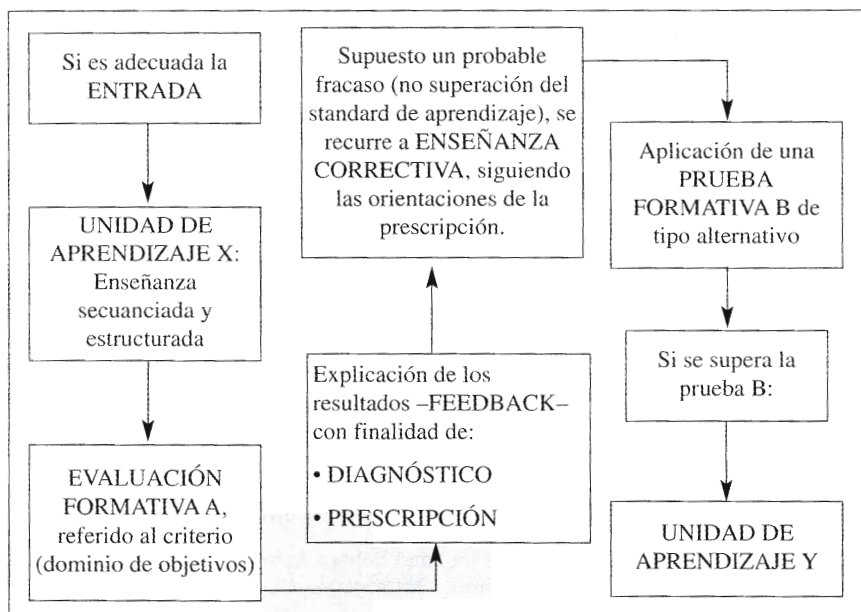 Si es adecuada la
ENTRADA
UNIDAD DE
APRENDIZAJE X:
Enseñanza
secuanciada y
estructurada
EVALUACIÓN
FORMATIVA A,
referido al criterio
(dominio de objetivos)
Explicación de los
resultados –FEEDBACK–
con finalidad de:
• DIAGNÓSTICO
• PRESCRIPCIÓN
Supuesto un probable
fracaso (no superación del
standard de aprendizaje), se
recurre a ENSEÑANZA
CORRECTIVA, siguiendo
las orientaciones de la
prescripción.
Aplicación de una
PRUEBA
FORMATIVA B de
tipo alternativo
Si se supera la
prueba B:
UNIDAD DE
APRENDIZAJE Y